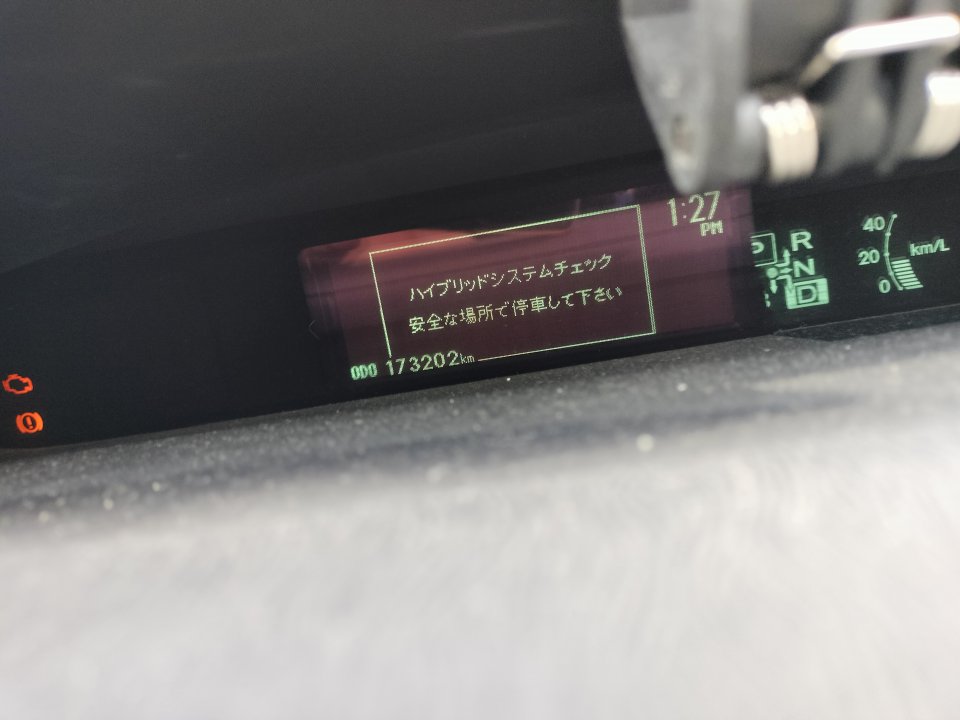 1:27
PM
ハイブリッドシステムチェック
安全な場所で停車して下さい
ODO 173202km
P
R
N
D
40
20
0
km/L